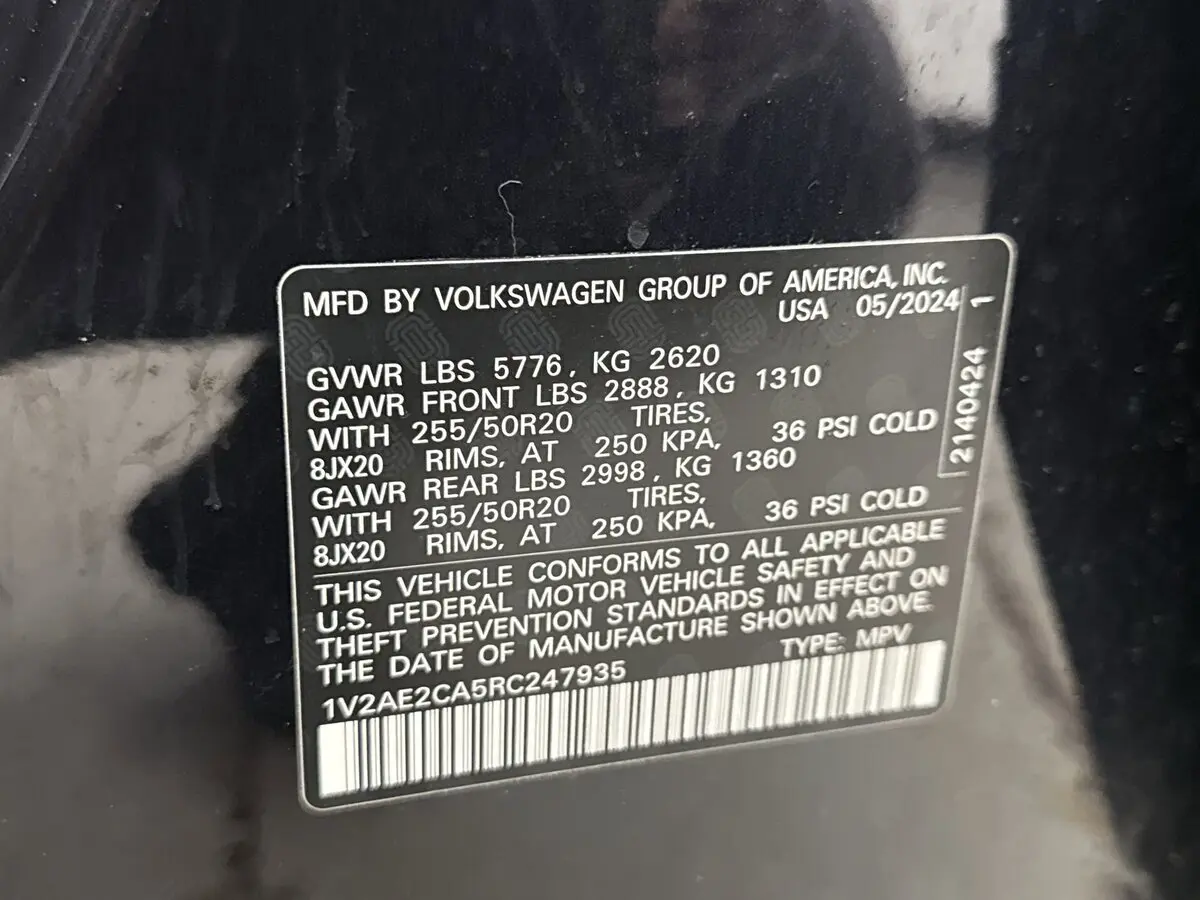 MFD BY VOLKSWAGEN GROUP OF AMERICA, INC.
USA 05/2024
GVWR LBS 5776, KG 2620
GAWR FRONT LBS 2888, KG 1310
WITH 255/50R20 TIRES,
8JX20 RIMS, AT 250 KPA, 36 PSI COLD
GAWR REAR LBS 2998, KG 1360
WITH 255/50R20 TIRES,
8JX20 RIMS, AT 250 KPA, 36 PSI COLD
THIS VEHICLE CONFORMS TO ALL APPLICABLE
U.S. FEDERAL MOTOR VEHICLE SAFETY AND
THEFT PREVENTION STANDARDS IN EFFECT ON
THE DATE OF MANUFACTURE SHOWN ABOVE.
1V2AE2CA5RC247935 TYPE: MPV
2140424 1